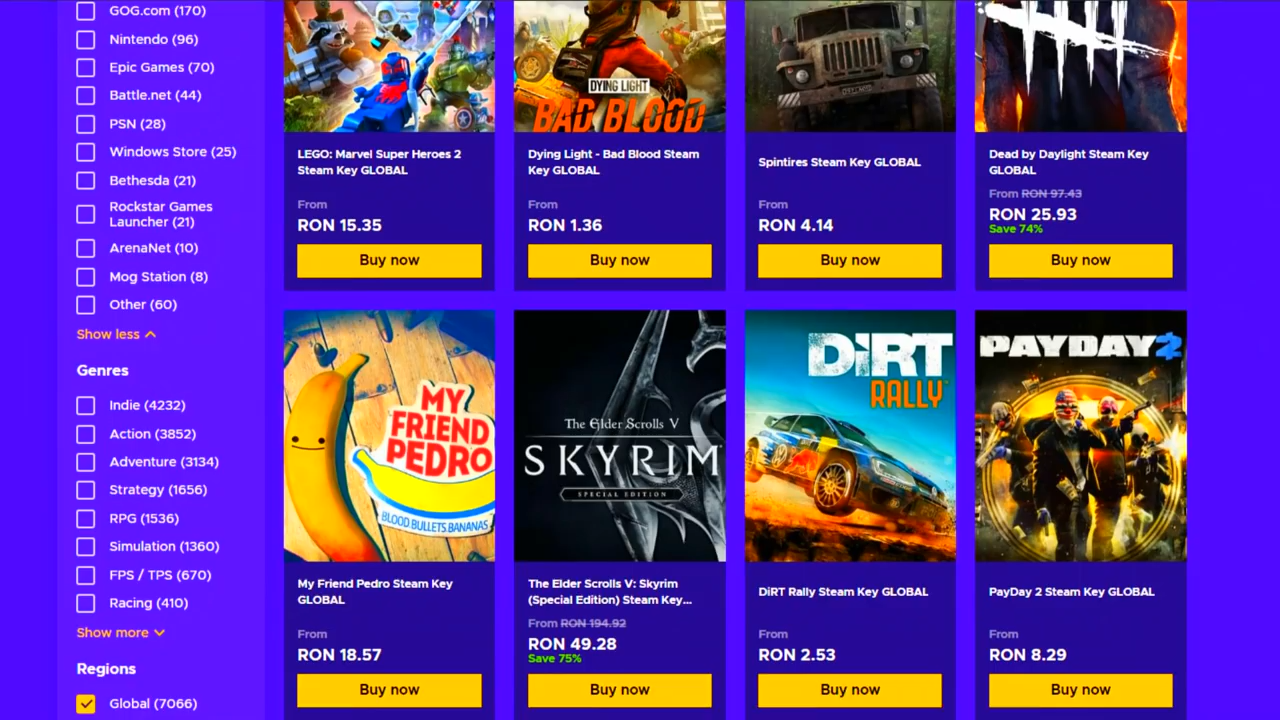 GOG.com (170)
Nintendo (96)
Epic Games (70)
Battle.net (44)
PSN (28)
Windows Store (25)
Bethesda (21)
Rockstar Games
Launcher (21)
ArenaNet (10)
Mog Station (8)
Other (60)
Show less
Genres
Indie (4232)
Action (3852)
Adventure (3134)
Strategy (1656)
RPG (1536)
Simulation (1360)
FPS / TPS (670)
Racing (410)
Show more
Regions
Global (7066)
LEGO: Marvel Super Heroes 2
Steam Key GLOBAL
From
RON 15.35
Buy now
DYING LIGHT
BAD BLOOD
Dying Light - Bad Blood Steam
Key GLOBAL
From
RON 1.36
Buy now
Spintires Steam Key GLOBAL
From
RON 4.14
Buy now
Dead by Daylight Steam Key
GLOBAL
From RON 97.43
RON 25.93
Save 74%
Buy now
MY
FRIEND
PEDRO
BLOOD BULLETS BANANAS
My Friend Pedro Steam Key
GLOBAL
From
RON 18.57
Buy now
The Elder Scrolls V
SKYRIM
SPECIAL EDITION
The Elder Scrolls V: Skyrim
(Special Edition) Steam Key...
From RON 194.92
RON 49.28
Save 75%
Buy now
DiRT
RALLY
DiRT Rally Steam Key GLOBAL
From
RON 2.53
Buy now
PAYDAY 2
PayDay 2 Steam Key GLOBAL
From
RON 8.29
Buy now